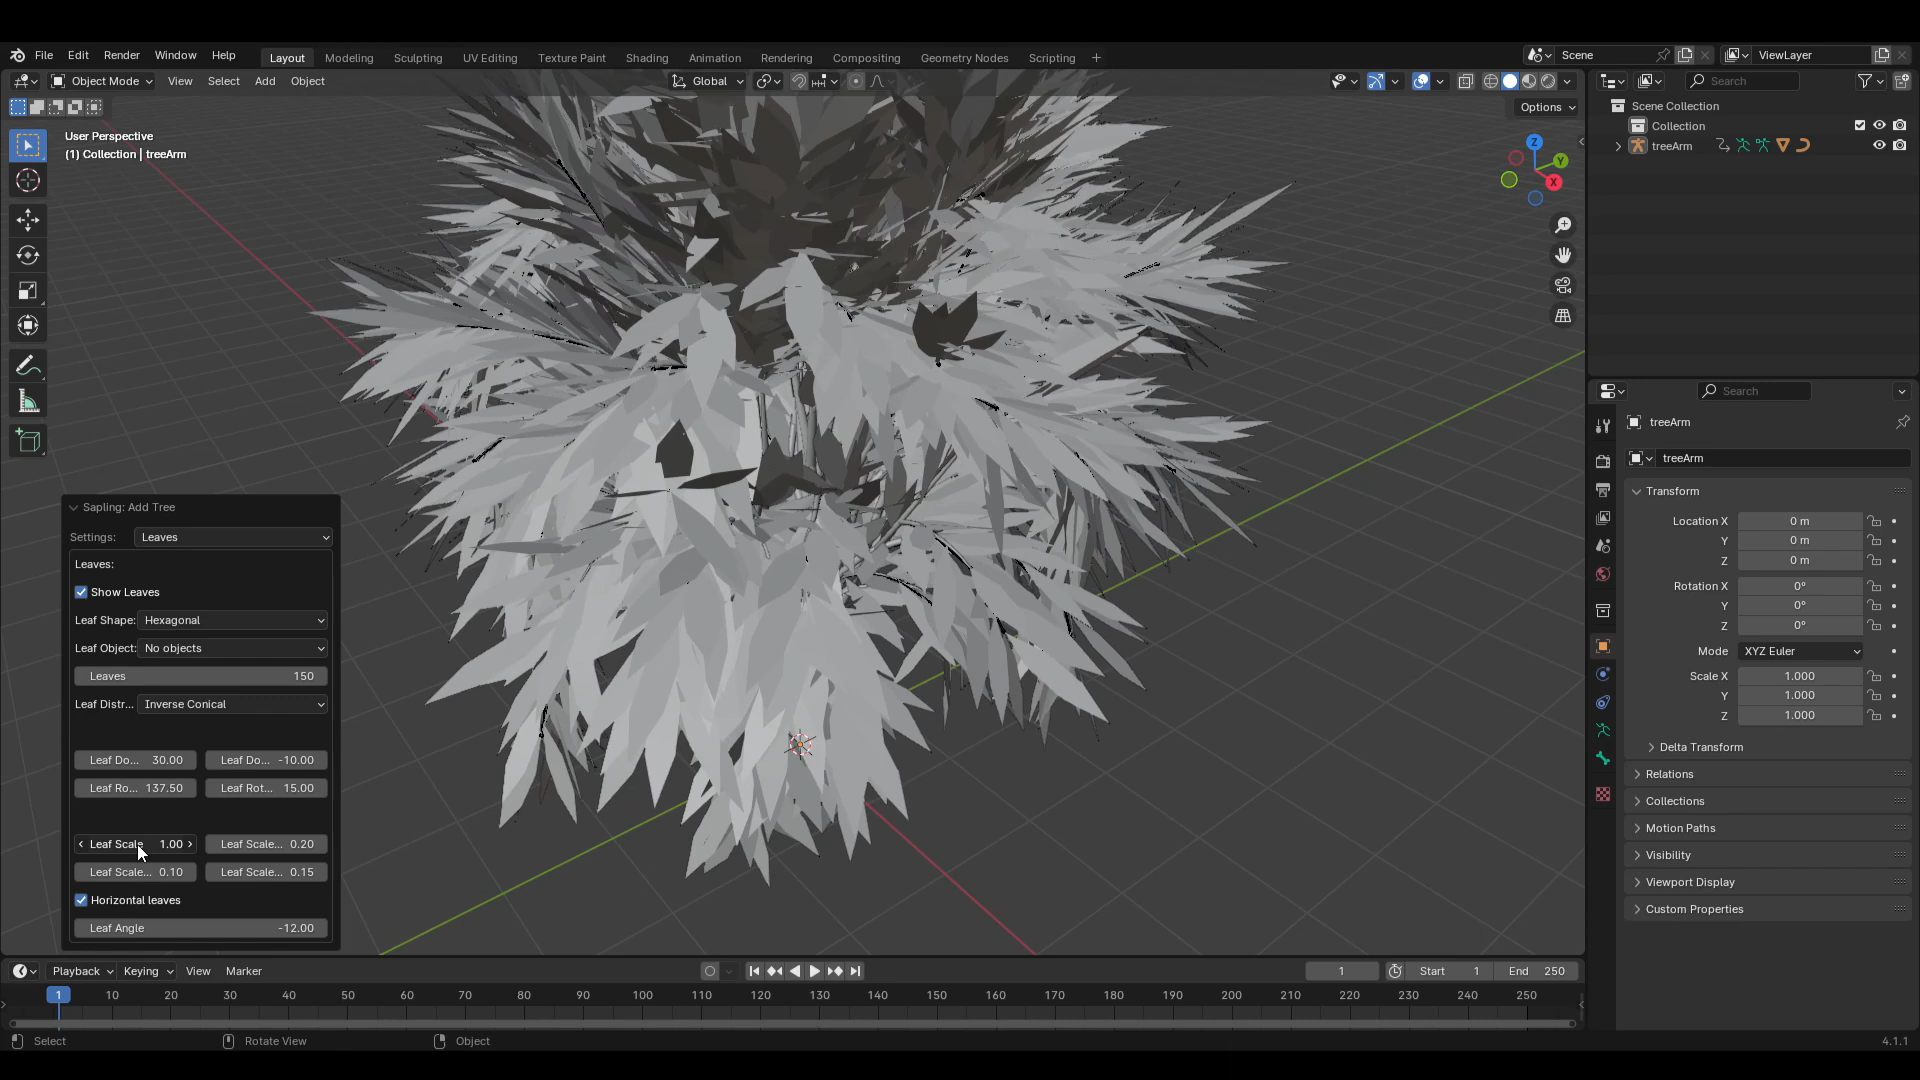 File Edit Render Window Help Layout Modeling Sculpting UV Editing Texture Paint Shading Animation Rendering Compositing Geometry Nodes Scripting + Scene ViewLayer
Object Mode View Select Add Object Global Search
Options
User Perspective
(1) Collection | treeArm
Z
Y
X
Scene Collection
Collection
treeArm
Search
treeArm
treeArm
Transform
Location X 0 m
Y 0 m
Z 0 m
Rotation X 0°
Y 0°
Z 0°
Mode XYZ Euler
Scale X 1.000
Y 1.000
Z 1.000
Delta Transform
Relations
Collections
Motion Paths
Visibility
Viewport Display
Custom Properties
Sapling: Add Tree
Settings: Leaves
Leaves:
Show Leaves
Leaf Shape: Hexagonal
Leaf Object: No objects
Leaves 150
Leaf Distr... Inverse Conical
Leaf Do... 30.00 Leaf Do... -10.00
Leaf Ro... 137.50 Leaf Rot... 15.00
Leaf Scale 1.00 Leaf Scale... 0.20
Leaf Scale... 0.10 Leaf Scale... 0.15
Horizontal leaves
Leaf Angle -12.00
Playback Keying View Marker 1 Start 1 End 250
1 10 20 30 40 50 60 70 80 90 100 110 120 130 140 150 160 170 180 190 200 210 220 230 240 250
Select Rotate View Object 4.1.1